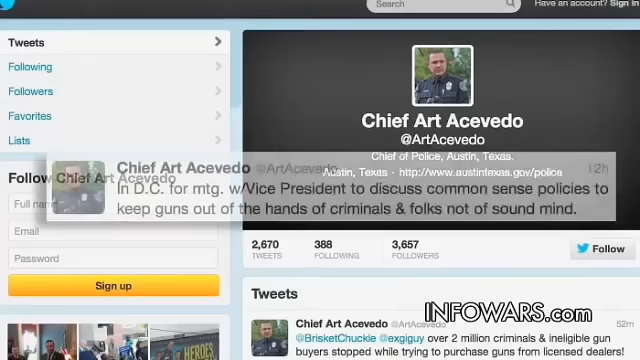 Search
Have an account? Sign in
Tweets
Following
Followers
Favorites
Lists
Follow Chief Art Acevedo
Full name
Email
Password
Sign up
Chief Art Acevedo
@ArtAcevedo
Chief of Police, Austin, Texas.
Austin, Texas · http://www.austintexas.gov/police
Chief Art Acevedo @ArtAcevedo 12h
In D.C. for mtg. w/Vice President to discuss common sense policies to
keep guns out of the hands of criminals & folks not of sound mind.
2,670 388 3,657
TWEETS FOLLOWING FOLLOWERS
Follow
Tweets
INFOWARS.com
Chief Art Acevedo @ArtAcevedo 52m
@BrisketChuckle @exgiguy over 2 million criminals & ineligible gun
buyers stopped while trying to purchase guns from licensed dealers!